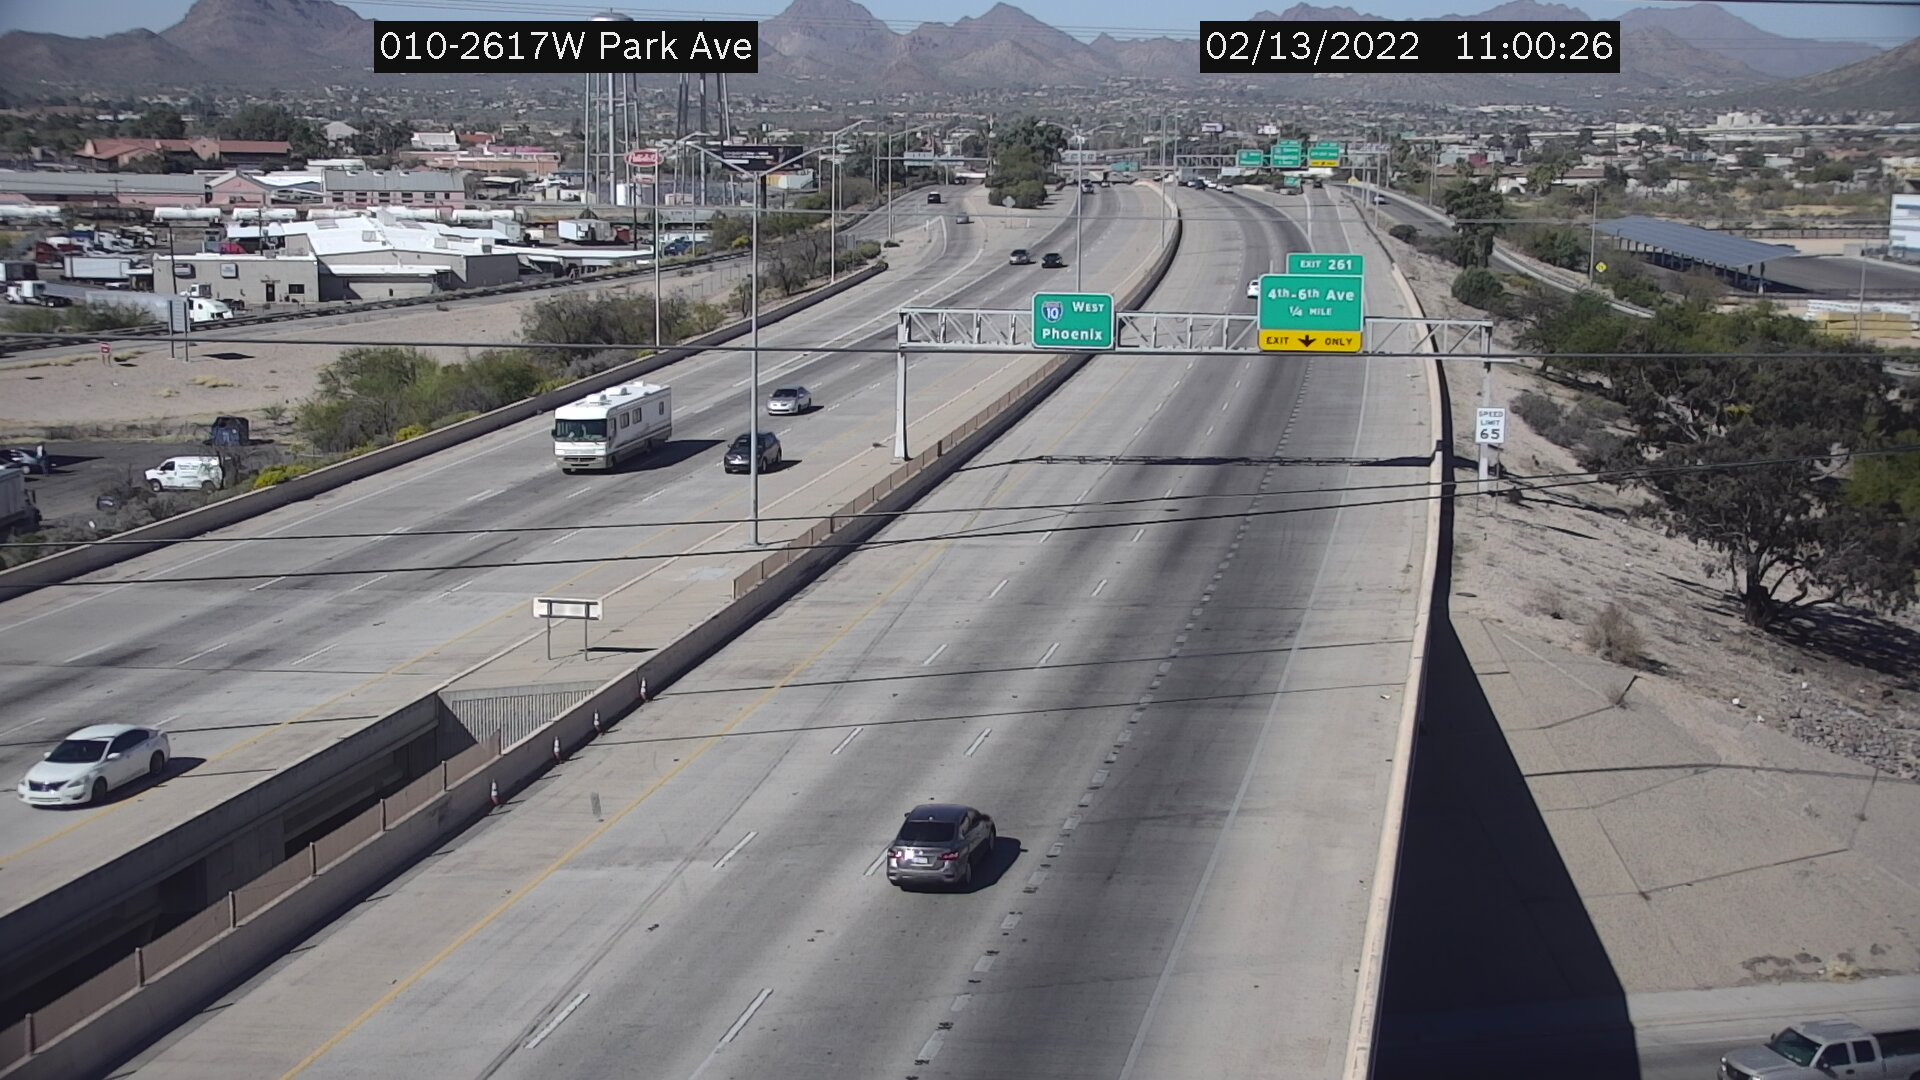 010-2617W Park Ave
02/13/2022 11:00:26
EXIT 261
4th-6th Ave
1/4 MILE
EXIT ONLY
10 WEST
Phoenix
SPEED
LIMIT
65